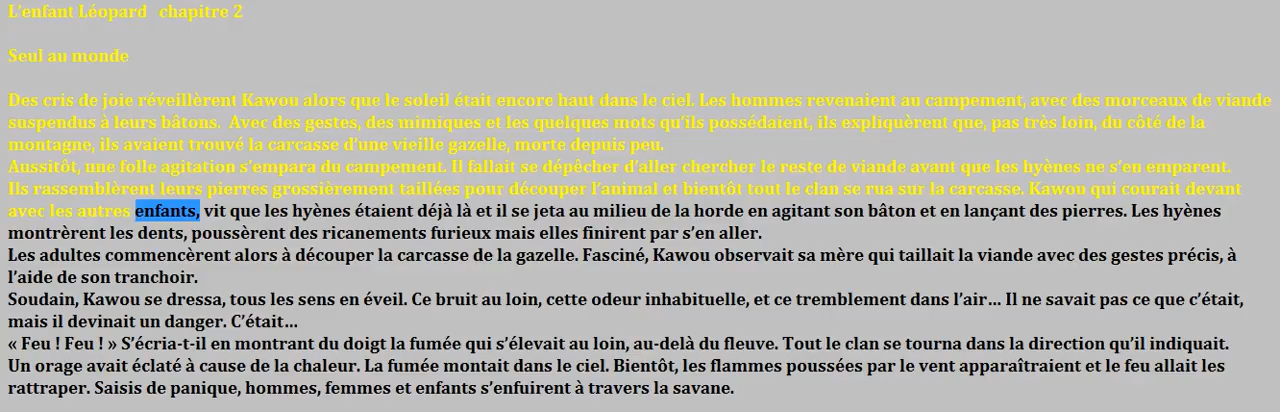 L'enfant Léopard   chapitre 2
Seul au monde
Des cris de joie réveillèrent Kawou alors que le soleil était encore haut dans le ciel. Les hommes revenaient au campement, avec des morceaux de viande
suspendus à leurs bâtons.  Avec des gestes, des mimiques et les quelques mots qu'ils possédaient, ils expliquèrent que, pas très loin, du côté de la
montagne, ils avaient trouvé la carcasse d'une vieille gazelle, morte depuis peu.
Aussitôt, une folle agitation s'empara du campement. Il fallait se dépêcher d'aller chercher le reste de viande avant que les hyènes ne s'en emparent.
Ils rassemblèrent leurs pierres grossièrement taillées pour découper l'animal et bientôt tout le clan se rua sur la carcasse. Kawou qui courait devant
avec les autres enfants, vit que les hyènes étaient déjà là et il se jeta au milieu de la horde en agitant son bâton et en lançant des pierres. Les hyènes
montrèrent les dents, poussèrent des ricanements furieux mais elles finirent par s'en aller.
Les adultes commencèrent alors à découper la carcasse de la gazelle. Fasciné, Kawou observait sa mère qui taillait la viande avec des gestes précis, à
l'aide de son tranchoir.
Soudain, Kawou se dressa, tous les sens en éveil. Ce bruit au loin, cette odeur inhabituelle, et ce tremblement dans l'air… Il ne savait pas ce que c'était,
mais il devinait un danger. C'était…
« Feu ! Feu ! » S'écria-t-il en montrant du doigt la fumée qui s'élevait au loin, au-delà du fleuve. Tout le clan se tourna dans la direction qu'il indiquait.
Un orage avait éclaté à cause de la chaleur. La fumée montait dans le ciel. Bientôt, les flammes poussées par le vent apparaîtraient et le feu allait les
rattraper. Saisis de panique, hommes, femmes et enfants s'enfuirent à travers la savane.